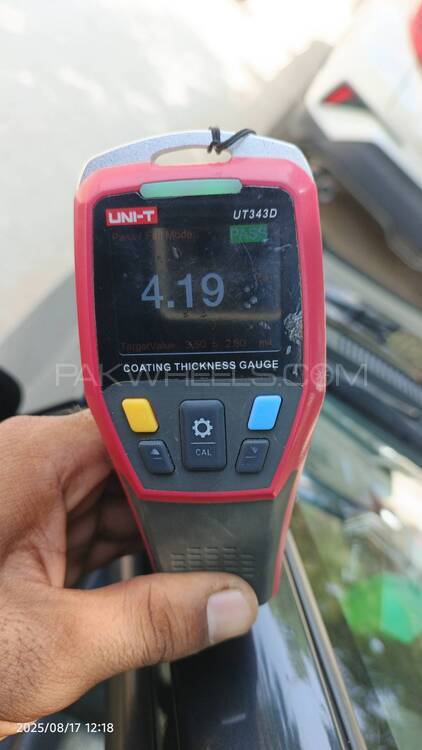 UNI-T
UT343D
Pass / Fail Mode
PASS
4.19
TargetValue: 3.50 ± 2.80 mil
COATING THICKNESS GAUGE
PAKWHEELS.COM
CAL
2025/08/17 12:18